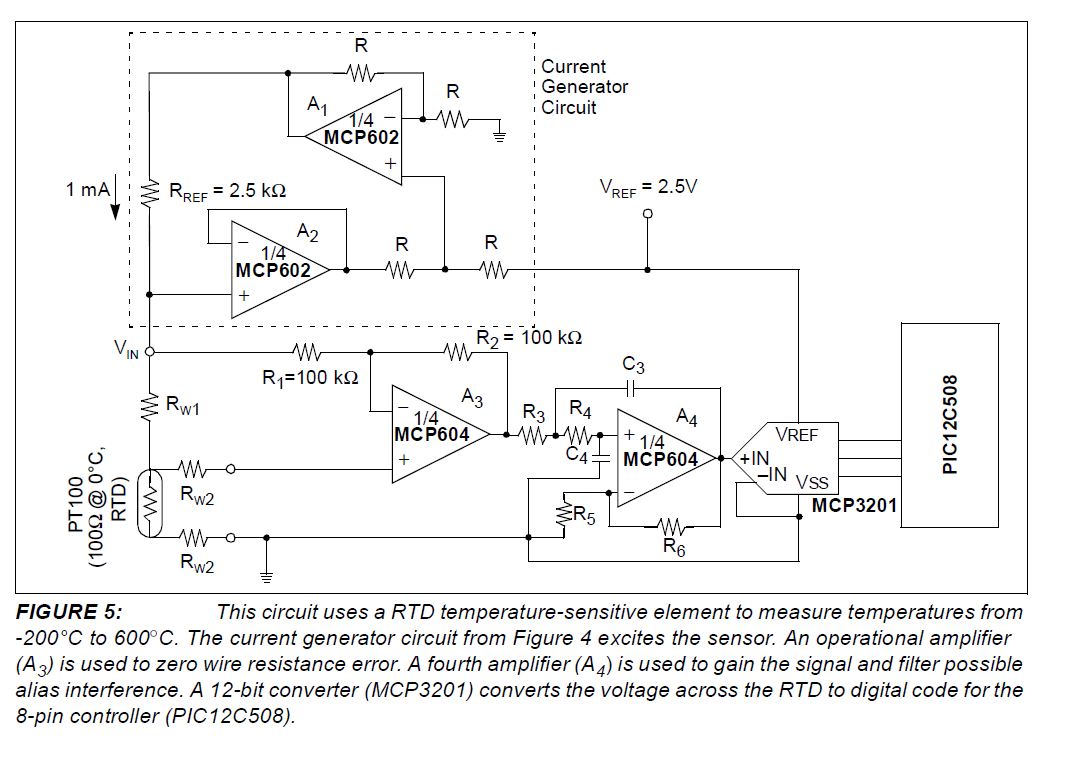 R
Current
Generator
Circuit
A1
R
1/4
MCP602
−
+
1 mA
RREF = 2.5 kΩ
VREF = 2.5V
A2
−
1/4
MCP602
+
R
R
VIN
R2 = 100 kΩ
R1=100 kΩ
C3
RW1
A3
−
1/4
MCP604
+
R3
R4
A4
+
1/4
MCP604
−
C4
VREF
+IN
−IN
VSS
MCP3201
PIC12C508
PT100
(100Ω @ 0°C,
RTD)
RW2
R5
R6
RW2
FIGURE 5: This circuit uses a RTD temperature-sensitive element to measure temperatures from
-200°C to 600°C. The current generator circuit from Figure 4 excites the sensor. An operational amplifier
(A3) is used to zero wire resistance error. A fourth amplifier (A4) is used to gain the signal and filter possible
alias interference. A 12-bit converter (MCP3201) converts the voltage across the RTD to digital code for the
8-pin controller (PIC12C508).